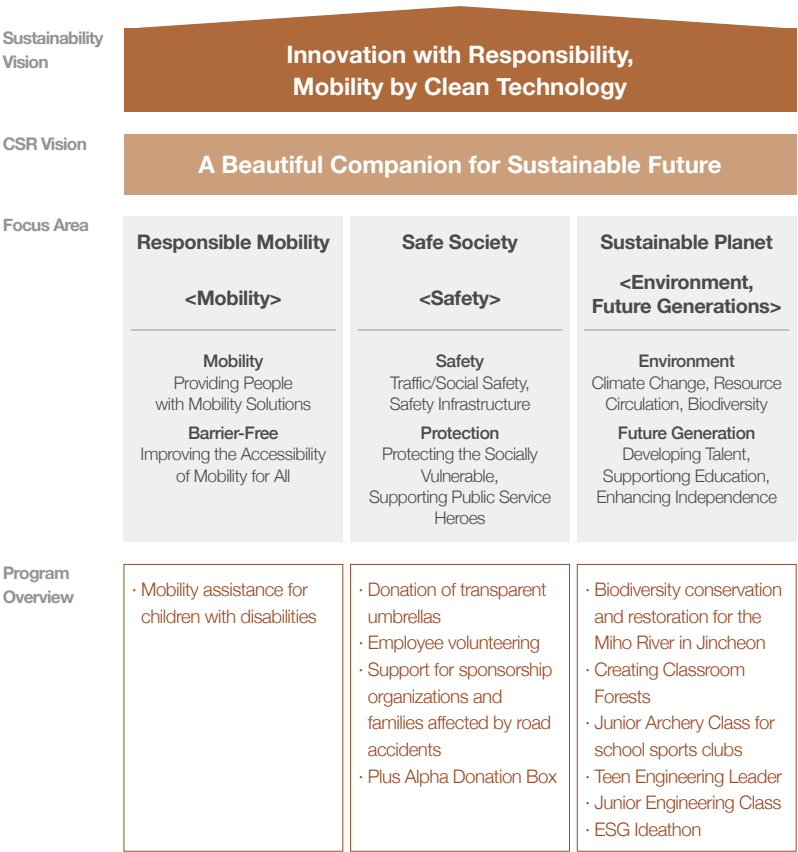 Sustainability
Vision
Innovation with Responsibility,
Mobility by Clean Technology
CSR Vision
A Beautiful Companion for Sustainable Future
Focus Area
Responsible Mobility
<Mobility>
Mobility
Providing People
with Mobility Solutions
Barrier-Free
Improving the Accessibility
of Mobility for All
Safe Society
<Safety>
Safety
Traffic/Social Safety,
Safety Infrastructure
Protection
Protecting the Socially
Vulnerable,
Supporting Public Service
Heroes
Sustainable Planet
<Environment,
Future Generations>
Environment
Climate Change, Resource
Circulation, Biodiversity
Future Generation
Developing Talent,
Supportiong Education,
Enhancing Independence
Program
Overview
· Mobility assistance for
children with disabilities
· Donation of transparent
umbrellas
· Employee volunteering
· Support for sponsorship
organizations and
families affected by road
accidents
· Plus Alpha Donation Box
· Biodiversity conservation
and restoration for the
Miho River in Jincheon
· Creating Classroom
Forests
· Junior Archery Class for
school sports clubs
· Teen Engineering Leader
· Junior Engineering Class
· ESG Ideathon